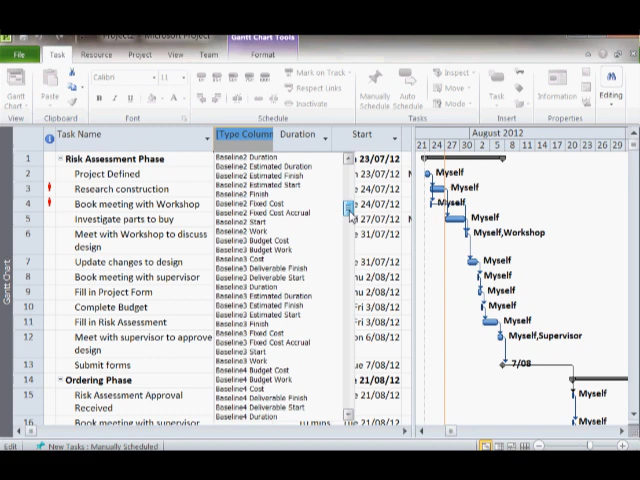 Project2 - Microsoft Project
Gantt Chart Tools
File Task Resource Project View Team Format
Calibri 11
Mark on Track
Respect Links
Inactivate
Manually Schedule
Auto Schedule
Inspect
Move
Mode
Task
Information
Editing
Gantt Chart
Paste
B I U A
View Clipboard Font Schedule Tasks Insert Properties
Task Name [Type Column Duration Start
August 2012
21 24 27 30 2 5 8 11 14 17 20 23 26 29
1 Risk Assessment Phase 23/07/12
2 Project Defined 23/07/12 Myself
3 Research construction 24/07/12 Myself
4 Book meeting with Workshop 24/07/12 Myself
5 Investigate parts to buy 27/07/12 Myself
6 Meet with Workshop to discuss design 31/07/12 Myself,Workshop
7 Update changes to design 31/07/12 Myself
8 Book meeting with supervisor 2/08/12 Myself
9 Fill in Project Form 2/08/12 Myself
10 Complete Budget 3/08/12 Myself
11 Fill in Risk Assessment 3/08/12 Myself
12 Meet with supervisor to approve design 6/08/12 Myself,Supervisor
13 Submit forms 7/08/12 7/08
14 Ordering Phase 21/08/12
15 Risk Assessment Approval Received 21/08/12 Myself
16 Book meeting with supervisor 10 mins 21/08/12 Myself
Baseline2 Duration
Baseline2 Estimated Duration
Baseline2 Estimated Finish
Baseline2 Estimated Start
Baseline2 Finish
Baseline2 Fixed Cost
Baseline2 Fixed Cost Accrual
Baseline2 Start
Baseline2 Work
Baseline3 Budget Cost
Baseline3 Budget Work
Baseline3 Cost
Baseline3 Deliverable Finish
Baseline3 Deliverable Start
Baseline3 Duration
Baseline3 Estimated Duration
Baseline3 Estimated Finish
Baseline3 Estimated Start
Baseline3 Finish
Baseline3 Fixed Cost
Baseline3 Fixed Cost Accrual
Baseline3 Start
Baseline3 Work
Baseline4 Budget Cost
Baseline4 Budget Work
Baseline4 Cost
Baseline4 Deliverable Finish
Baseline4 Deliverable Start
Baseline4 Duration
Gantt Chart
Edit New Tasks : Manually Scheduled